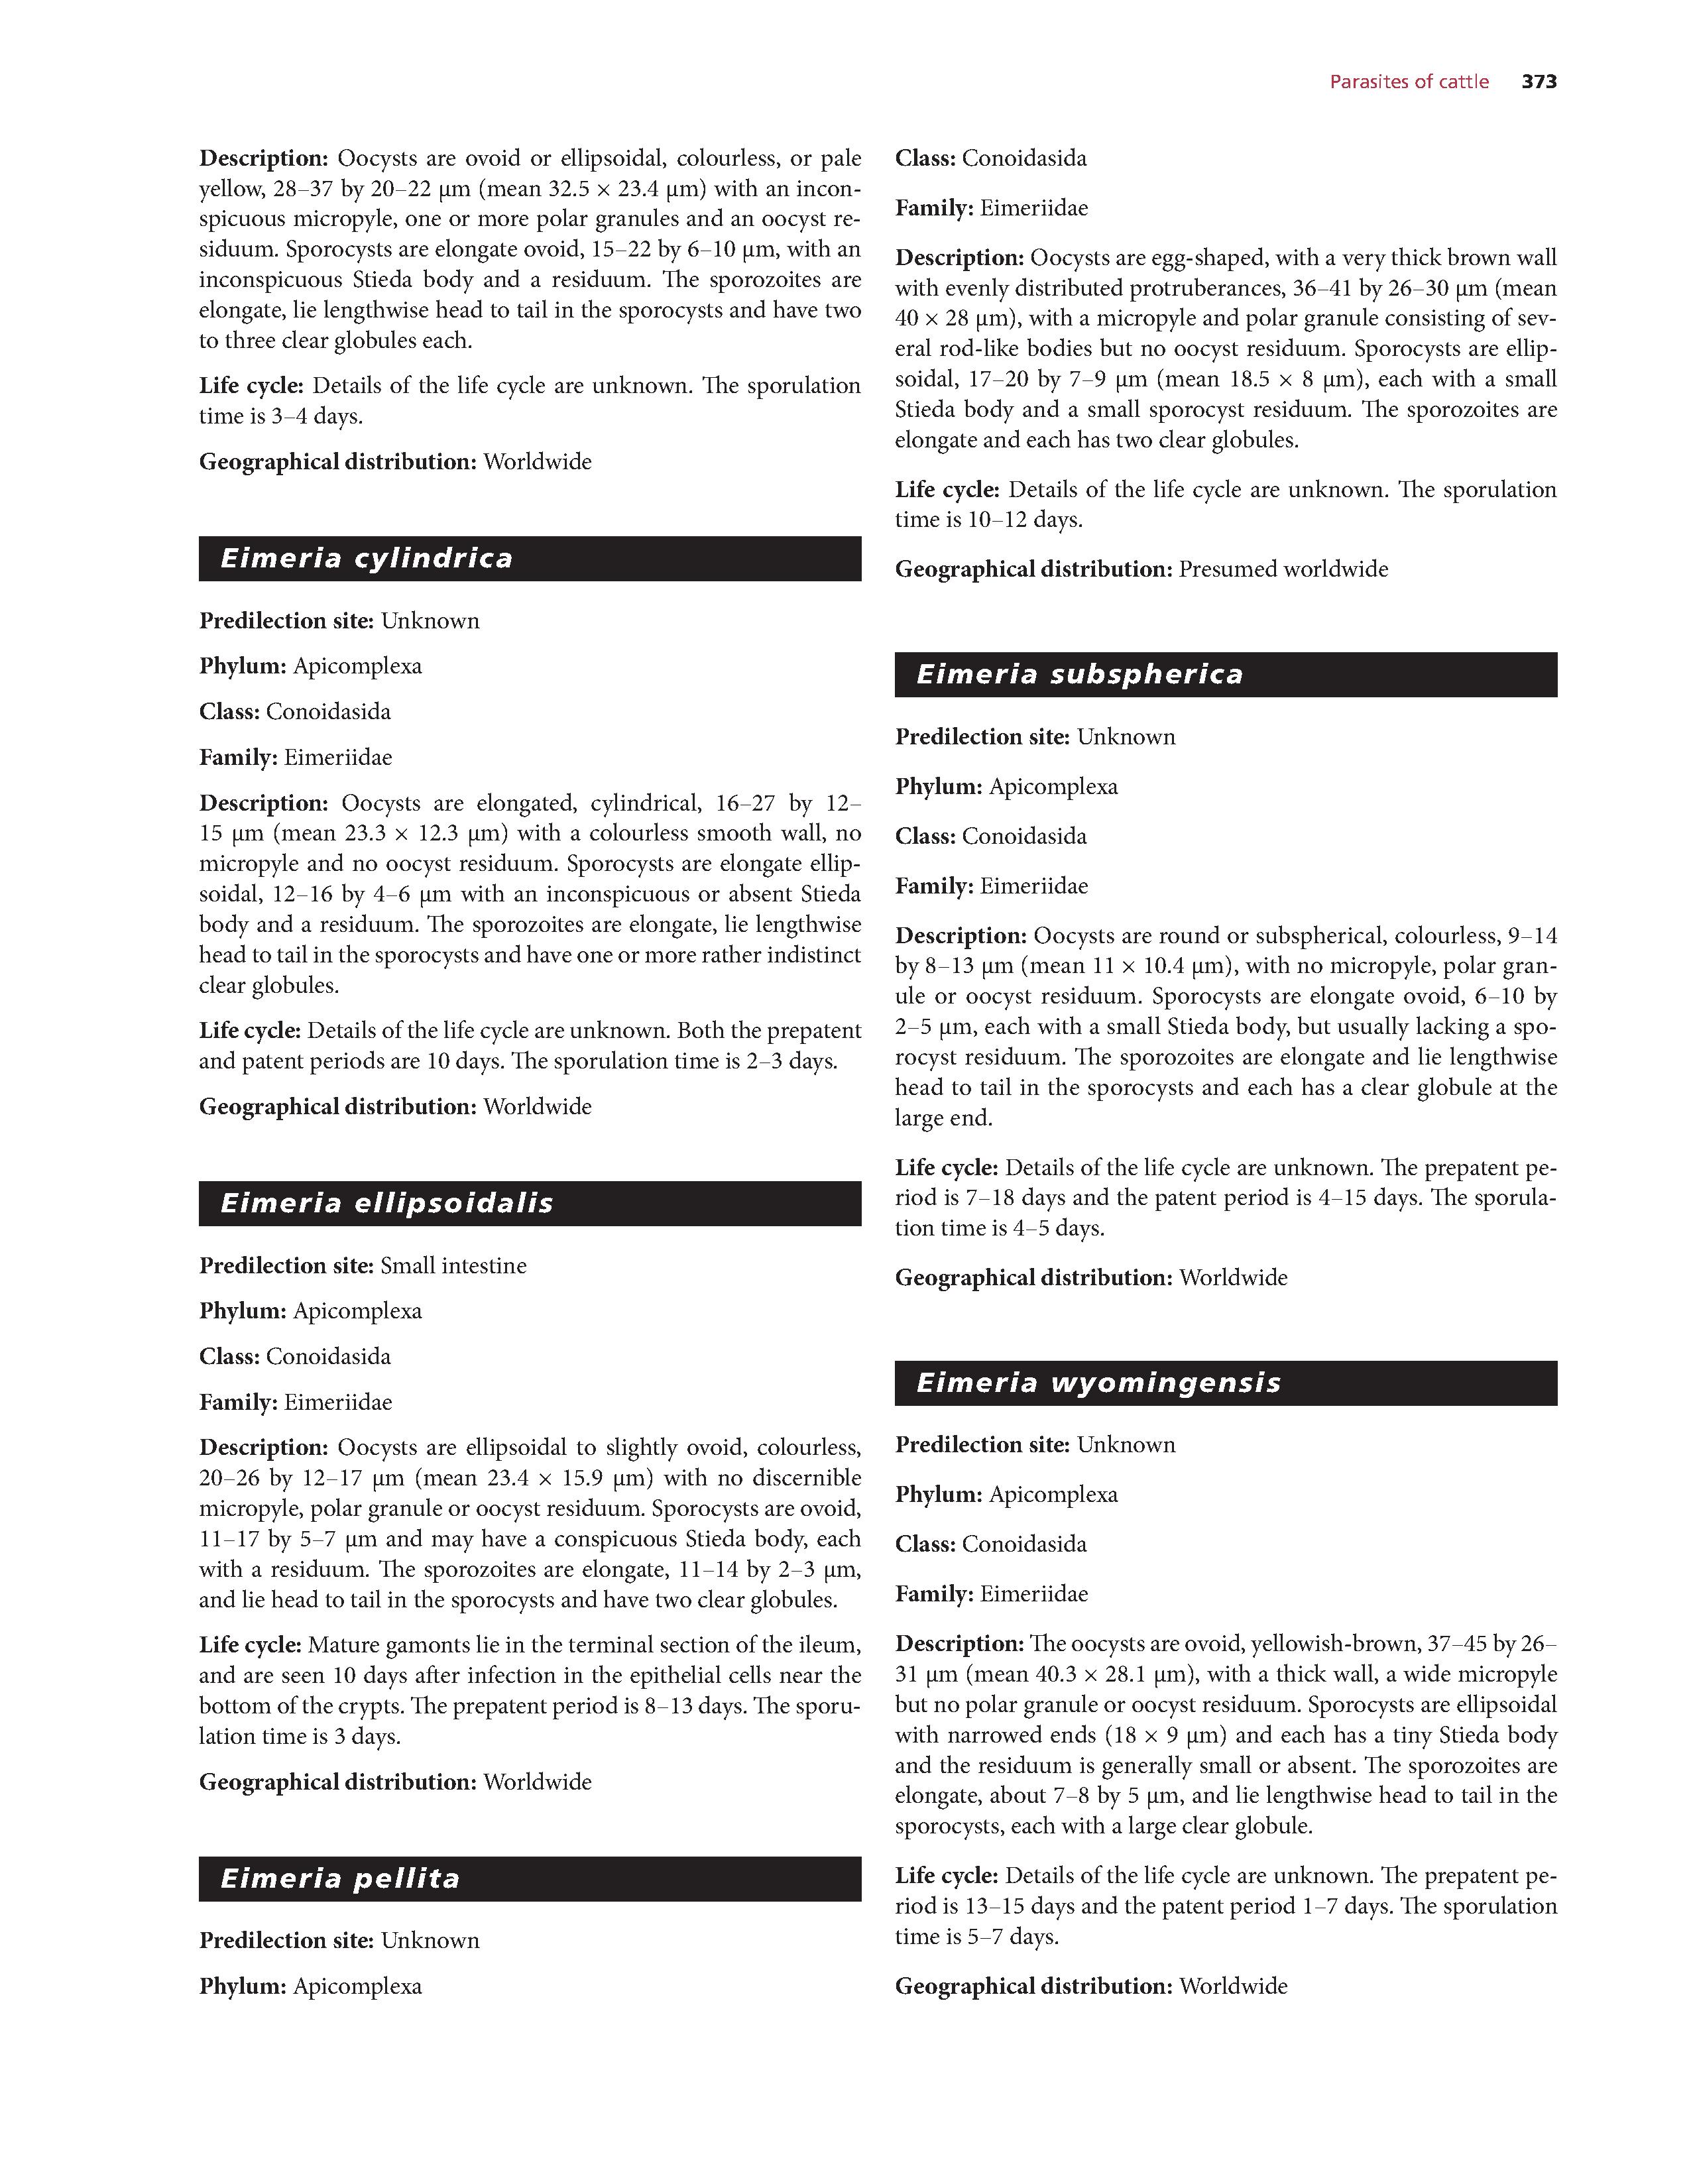 Parasites of cattle 373
Description: Oocysts are ovoid or ellipsoidal, colourless, or pale
yellow, 28–37 by 20–22 μm (mean 32.5 × 23.4 μm) with an incon-
spicuous micropyle, one or more polar granules and an oocyst re-
siduum. Sporocysts are elongate ovoid, 15–22 by 6–10 μm, with an
inconspicuous Stieda body and a residuum. The sporozoites are
elongate, lie lengthwise head to tail in the sporocysts and have two
to three clear globules each.
Life cycle: Details of the life cycle are unknown. The sporulation
time is 3–4 days.
Geographical distribution: Worldwide
Eimeria cylindrica
Predilection site: Unknown
Phylum: Apicomplexa
Class: Conoidasida
Family: Eimeriidae
Description: Oocysts are elongated, cylindrical, 16–27 by 12–
15 μm (mean 23.3 × 12.3 μm) with a colourless smooth wall, no
micropyle and no oocyst residuum. Sporocysts are elongate ellip-
soidal, 12–16 by 4–6 μm with an inconspicuous or absent Stieda
body and a residuum. The sporozoites are elongate, lie lengthwise
head to tail in the sporocysts and have one or more rather indistinct
clear globules.
Life cycle: Details of the life cycle are unknown. Both the prepatent
and patent periods are 10 days. The sporulation time is 2–3 days.
Geographical distribution: Worldwide
Eimeria ellipsoidalis
Predilection site: Small intestine
Phylum: Apicomplexa
Class: Conoidasida
Family: Eimeriidae
Description: Oocysts are ellipsoidal to slightly ovoid, colourless,
20–26 by 12–17 μm (mean 23.4 × 15.9 μm) with no discernible
micropyle, polar granule or oocyst residuum. Sporocysts are ovoid,
11–17 by 5–7 μm and may have a conspicuous Stieda body, each
with a residuum. The sporozoites are elongate, 11–14 by 2–3 μm,
and lie head to tail in the sporocysts and have two clear globules.
Life cycle: Mature gamonts lie in the terminal section of the ileum,
and are seen 10 days after infection in the epithelial cells near the
bottom of the crypts. The prepatent period is 8–13 days. The sporu-
lation time is 3 days.
Geographical distribution: Worldwide
Eimeria pellita
Predilection site: Unknown
Phylum: Apicomplexa
Class: Conoidasida
Family: Eimeriidae
Description: Oocysts are egg-shaped, with a very thick brown wall
with evenly distributed protruberances, 36–41 by 26–30 μm (mean
40 × 28 μm), with a micropyle and polar granule consisting of sev-
eral rod-like bodies but no oocyst residuum. Sporocysts are ellip-
soidal, 17–20 by 7–9 μm (mean 18.5 × 8 μm), each with a small
Stieda body and a small sporocyst residuum. The sporozoites are
elongate and each has two clear globules.
Life cycle: Details of the life cycle are unknown. The sporulation
time is 10–12 days.
Geographical distribution: Presumed worldwide
Eimeria subspherica
Predilection site: Unknown
Phylum: Apicomplexa
Class: Conoidasida
Family: Eimeriidae
Description: Oocysts are round or subspherical, colourless, 9–14
by 8–13 μm (mean 11 × 10.4 μm), with no micropyle, polar gran-
ule or oocyst residuum. Sporocysts are elongate ovoid, 6–10 by
2–5 μm, each with a small Stieda body, but usually lacking a spo-
rocyst residuum. The sporozoites are elongate and lie lengthwise
head to tail in the sporocysts and each has a clear globule at the
large end.
Life cycle: Details of the life cycle are unknown. The prepatent pe-
riod is 7–18 days and the patent period is 4–15 days. The sporula-
tion time is 4–5 days.
Geographical distribution: Worldwide
Eimeria wyomingensis
Predilection site: Unknown
Phylum: Apicomplexa
Class: Conoidasida
Family: Eimeriidae
Description: The oocysts are ovoid, yellowish-brown, 37–45 by 26–
31 μm (mean 40.3 × 28.1 μm), with a thick wall, a wide micropyle
but no polar granule or oocyst residuum. Sporocysts are ellipsoidal
with narrowed ends (18 × 9 μm) and each has a tiny Stieda body
and the residuum is generally small or absent. The sporozoites are
elongate, about 7–8 by 5 μm, and lie lengthwise head to tail in the
sporocysts, each with a large clear globule.
Life cycle: Details of the life cycle are unknown. The prepatent pe-
riod is 13–15 days and the patent period 1–7 days. The sporulation
time is 5–7 days.
Geographical distribution: Worldwide